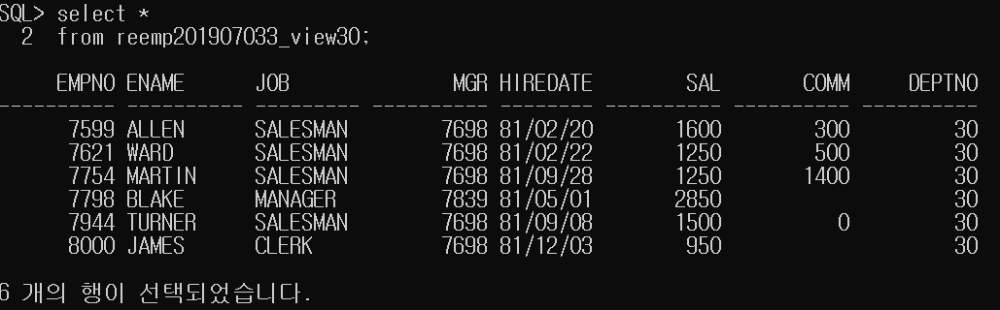 SQL> select *
  2  from reemp201907033_view30;
     EMPNO ENAME      JOB              MGR HIREDATE        SAL       COMM     DEPTNO
---------- ---------- --------- ---------- -------- ---------- ---------- ----------
      7599 ALLEN      SALESMAN        7698 81/02/20       1600        300         30
      7621 WARD       SALESMAN        7698 81/02/22       1250        500         30
      7754 MARTIN     SALESMAN        7698 81/09/28       1250       1400         30
      7798 BLAKE      MANAGER         7839 81/05/01       2850                    30
      7944 TURNER     SALESMAN        7698 81/09/08       1500          0         30
      8000 JAMES      CLERK           7698 81/12/03        950                    30
6 개의 행이 선택되었습니다.